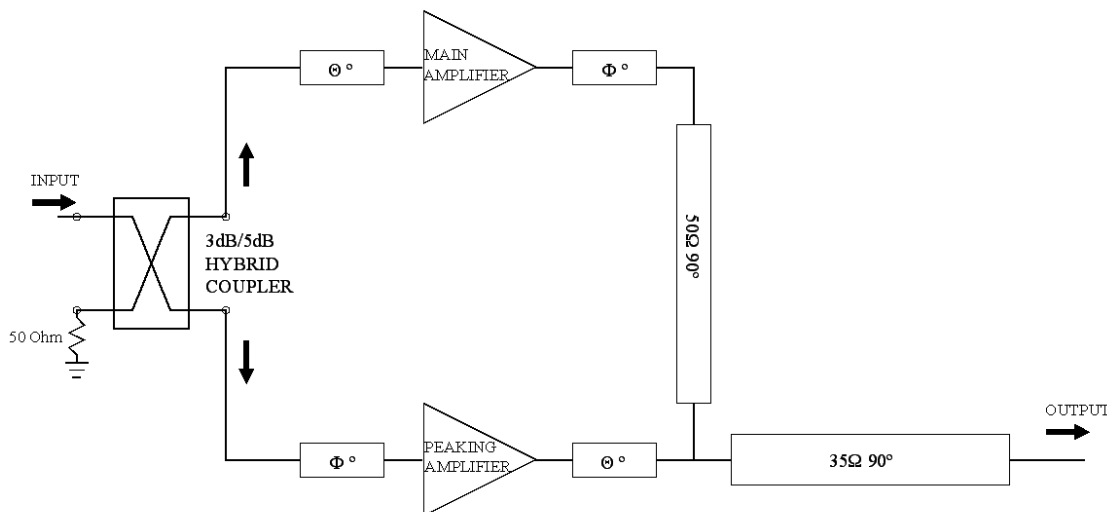 Θ°
MAIN
AMPLIFIER
Φ°
INPUT
3dB/5dB
HYBRID
COUPLER
50 Ohm
50Ω 90°
Φ°
PEAKING
AMPLIFIER
Θ°
35Ω 90°
OUTPUT